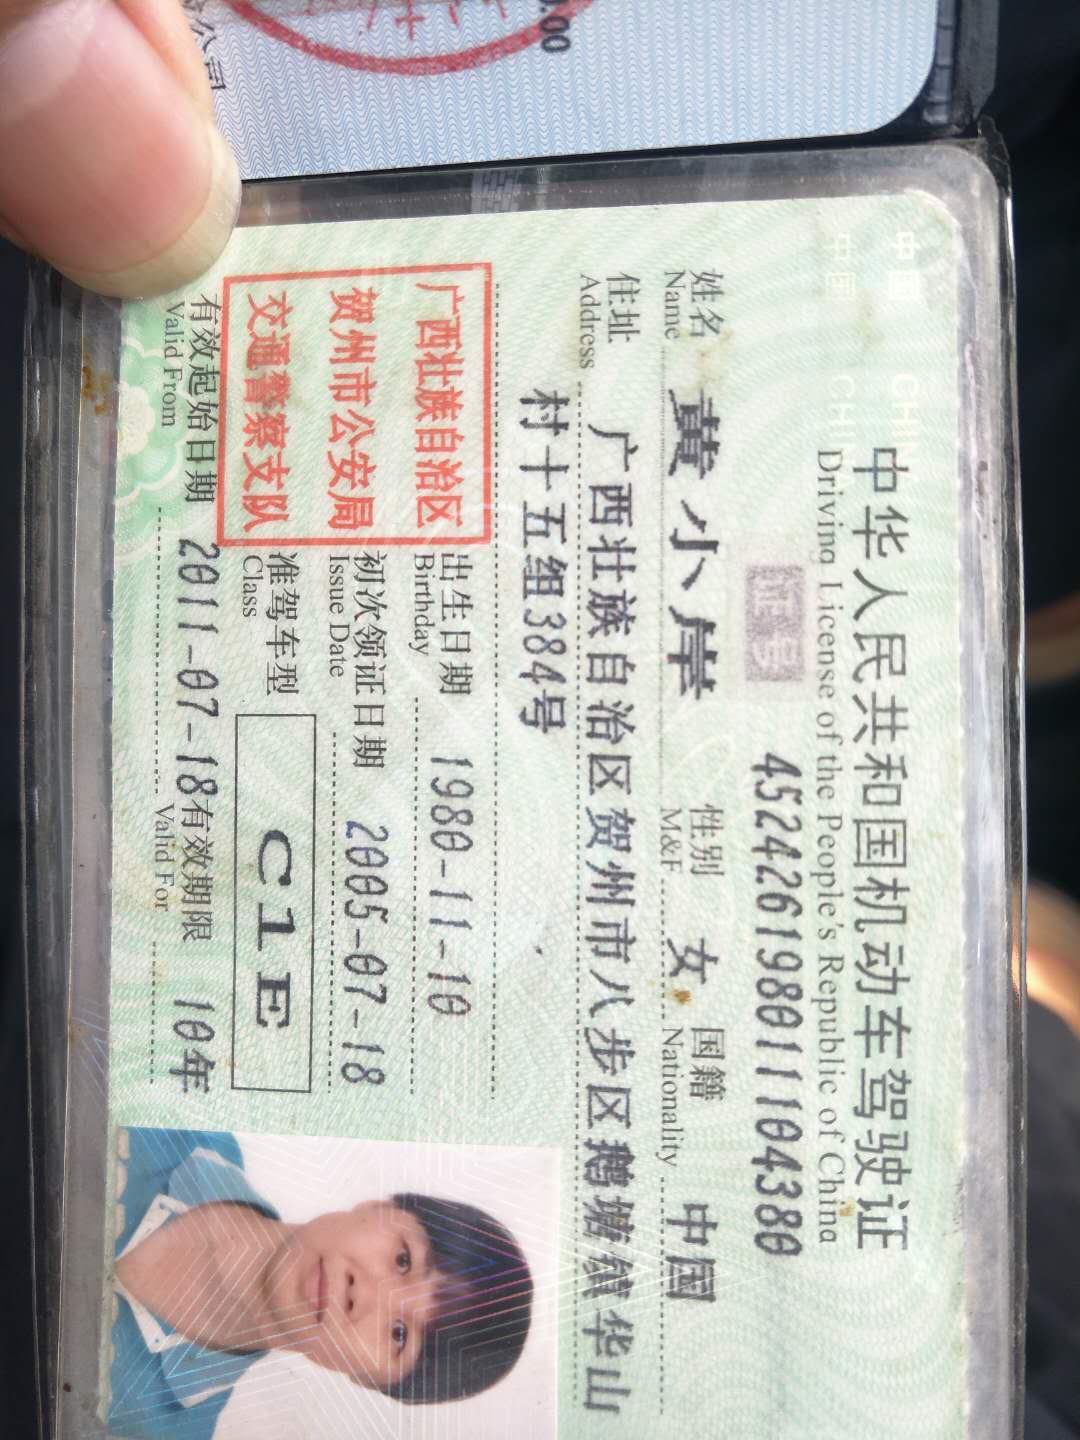 公司
0.00
中华人民共和国机动车驾驶证
Driving License of the People's Republic of China
证号 452426198011104380
姓名 黄小岸 性别 女 国籍 中国
Name M&F Nationality
住址 广西壮族自治区贺州市八步区鹅塘镇华山
Address
村十五组384号
广西壮族自治区
贺州市公安局
交通警察支队
出生日期 1980-11-10
Birthday
初次领证日期 2005-07-18
Issue Date
准驾车型 C1E
Class
有效起始日期 2011-07-18 有效期限 10年
Valid From Valid For